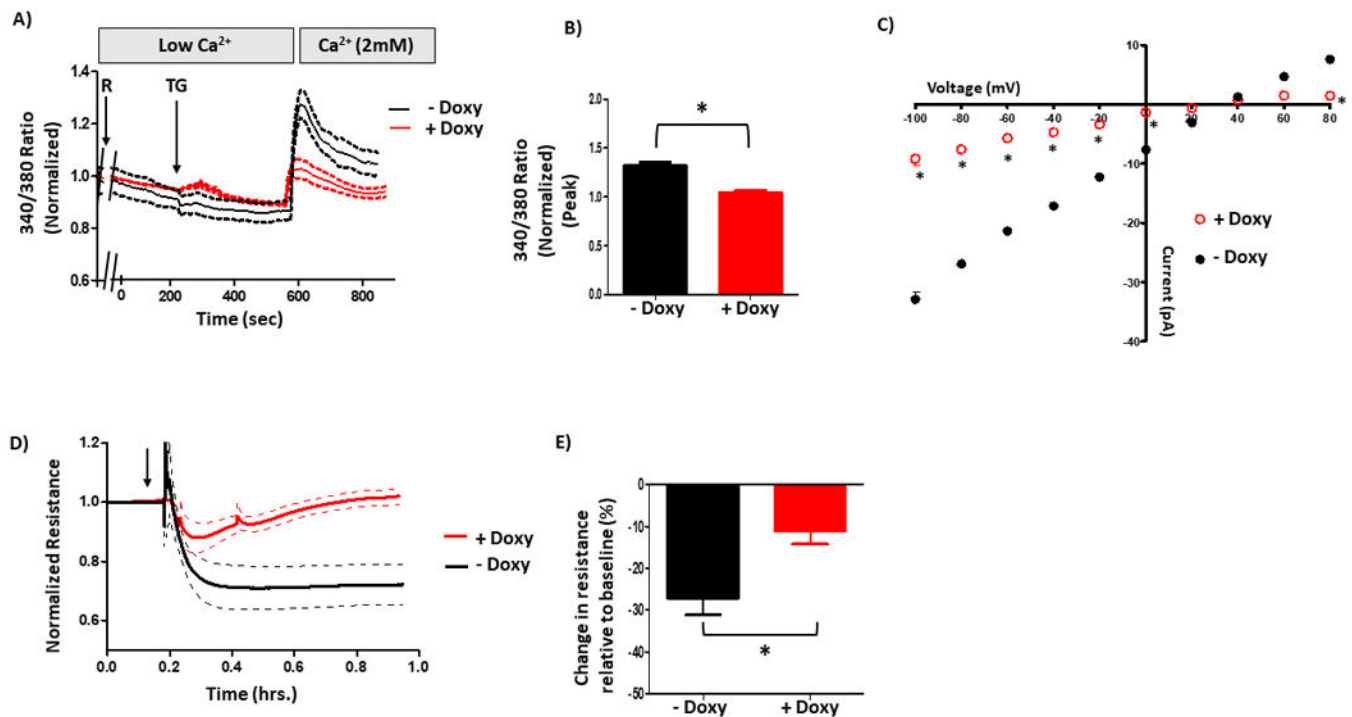 A)
Low Ca²⁺
Ca²⁺ (2mM)
R
TG
- Doxy
+ Doxy
340/380 Ratio
(Normalized)
1.4
1.2
1.0
0.8
0.6
0
200
400
600
800
Time (sec)
B)
*
340/380 Ratio
(Normalized)
(Peak)
2.0
1.5
1.0
0.5
0.0
- Doxy
+ Doxy
C)
Voltage (mV)
-100 -80 -60 -40 -20 20 40 60 80
10
-10
-20
-30
-40
Current (pA)
* * * * * * *
+ Doxy
- Doxy
D)
Normalized Resistance
1.2
1.0
0.8
0.6
0.0 0.2 0.4 0.6 0.8 1.0
Time (hrs.)
+ Doxy
- Doxy
E)
Change in resistance
relative to baseline (%)
0
-10
-20
-30
-40
-50
*
- Doxy
+ Doxy